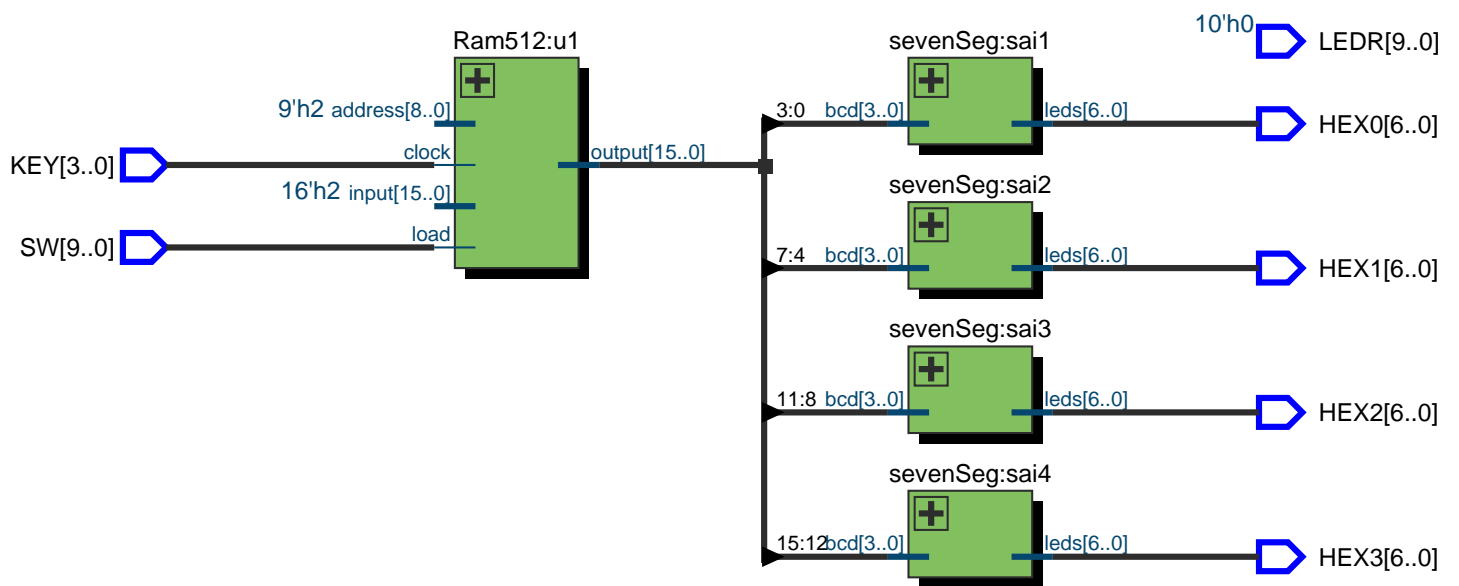 10'h0
LEDR[9..0]
Ram512:u1
9'h2 address[8..0]
KEY[3..0]
clock
output[15..0]
16'h2 input[15..0]
SW[9..0]
load
sevenSeg:sai1
3:0 bcd[3..0]
leds[6..0]
HEX0[6..0]
sevenSeg:sai2
7:4 bcd[3..0]
leds[6..0]
HEX1[6..0]
sevenSeg:sai3
11:8 bcd[3..0]
leds[6..0]
HEX2[6..0]
sevenSeg:sai4
15:12 bcd[3..0]
leds[6..0]
HEX3[6..0]